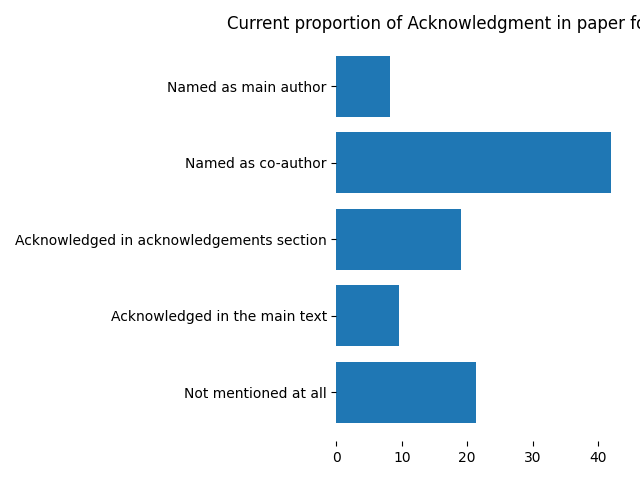 Current proportion of Acknowledgment in paper fo
Named as main author
Named as co-author
Acknowledged in acknowledgements section
Acknowledged in the main text
Not mentioned at all
0 10 20 30 40